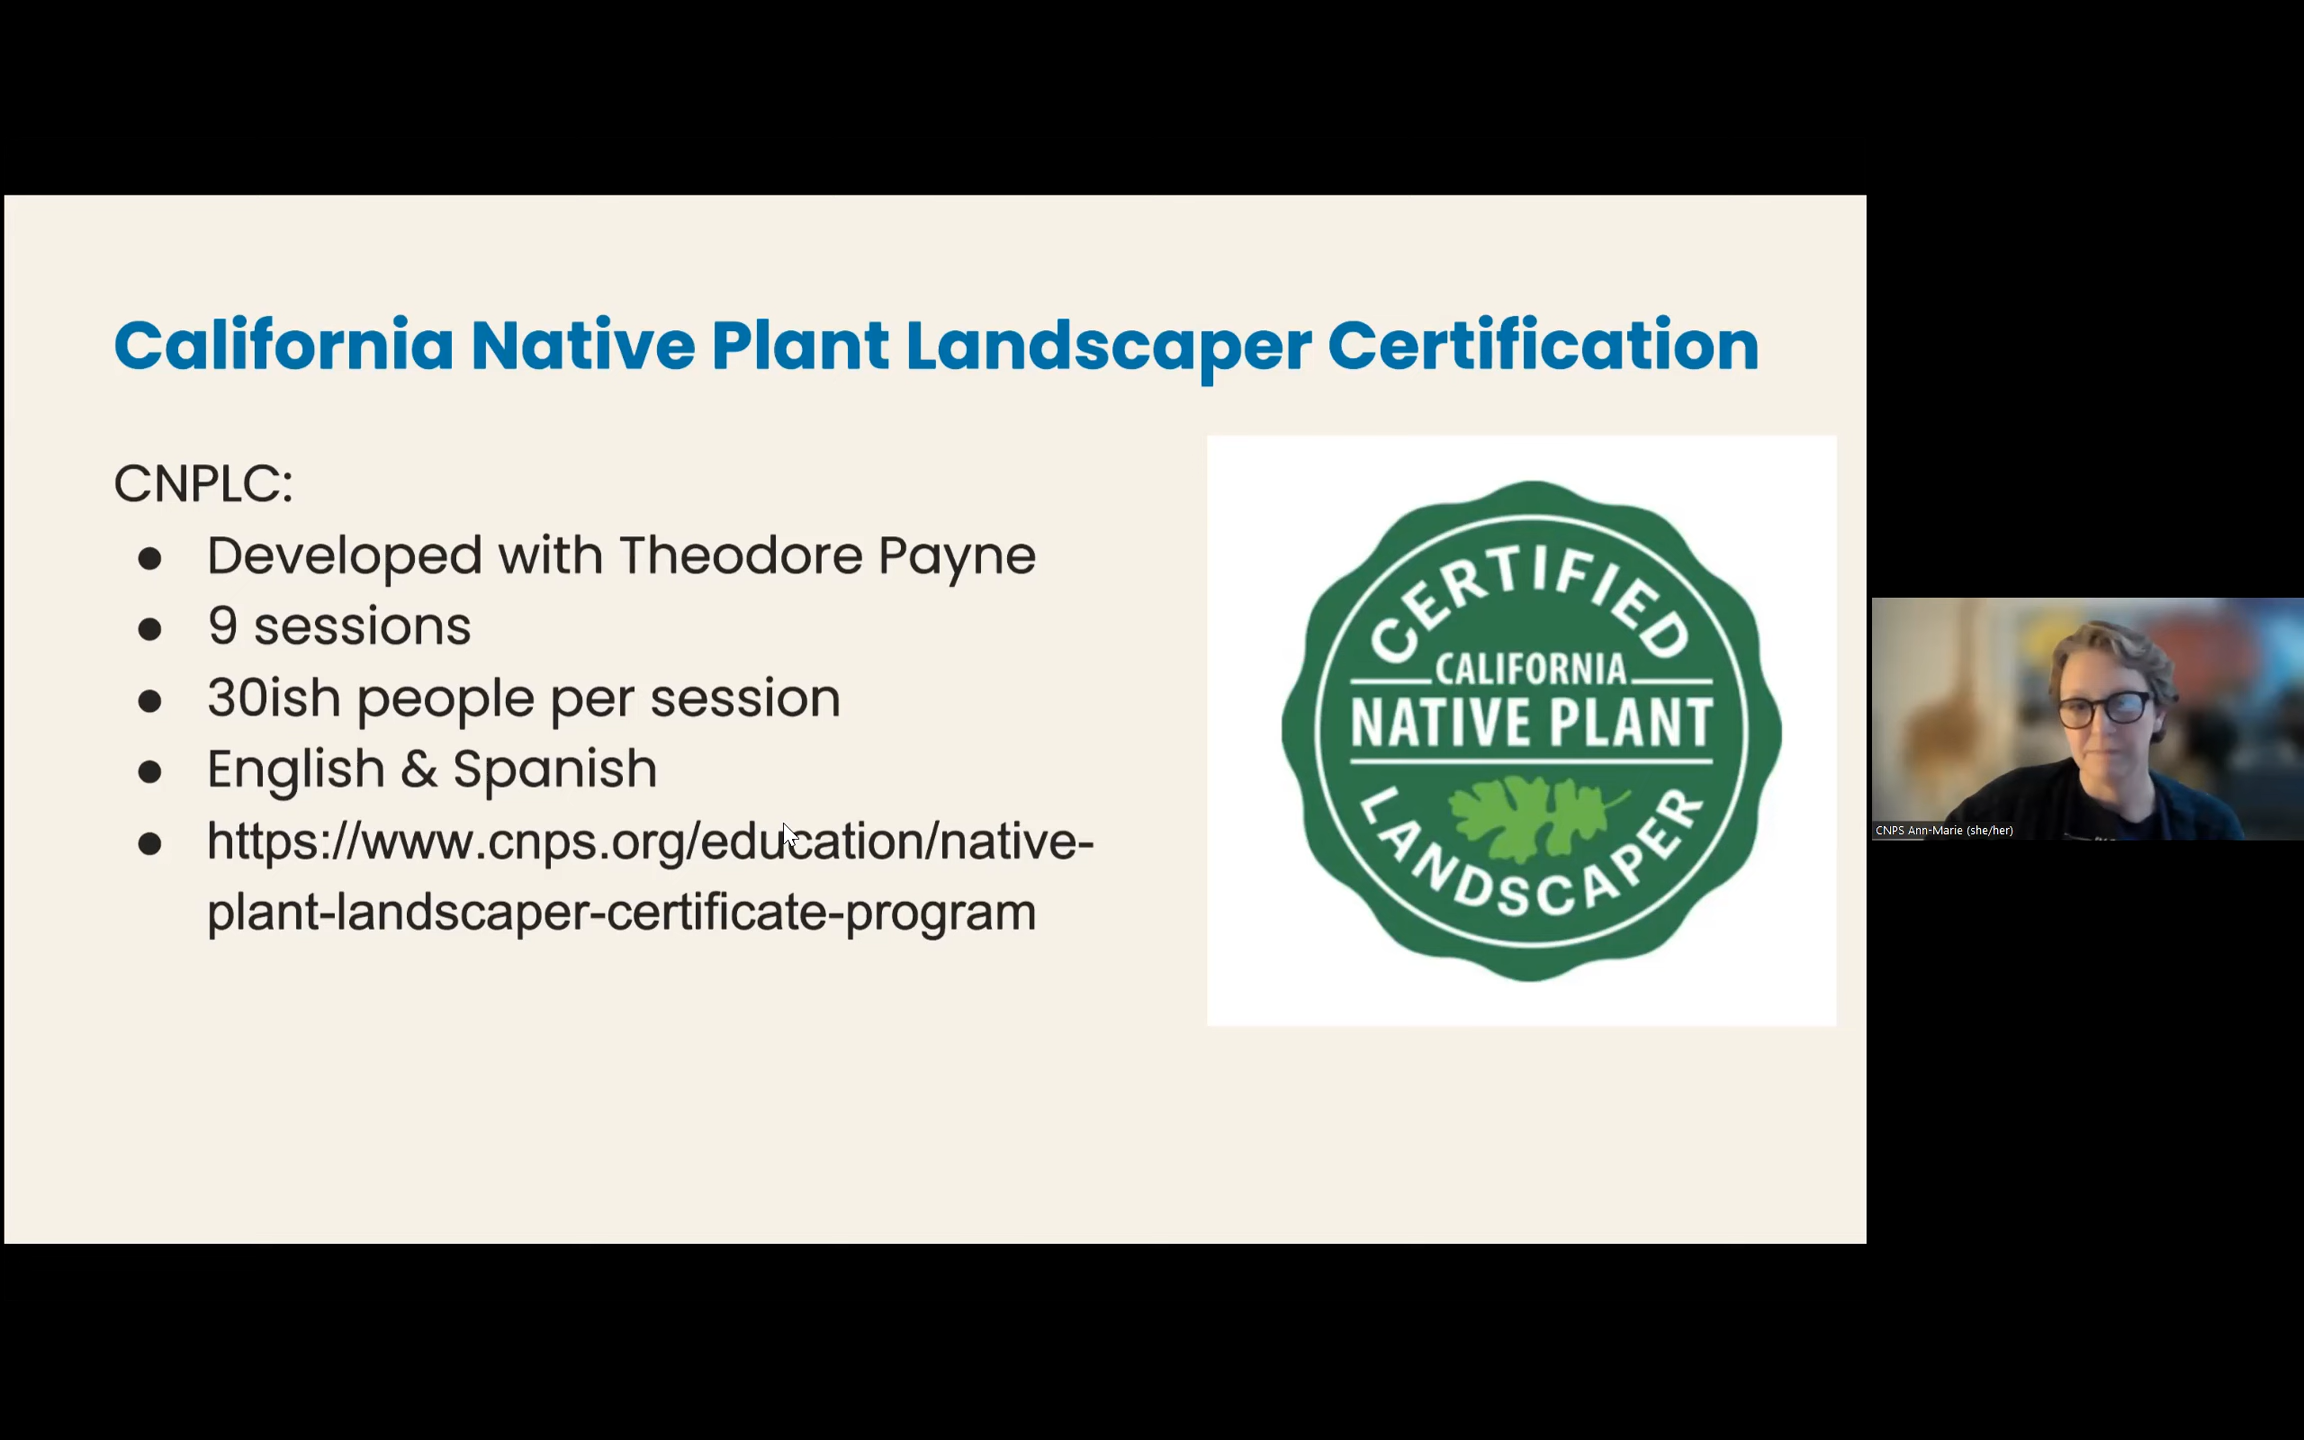 California Native Plant Landscaper Certification
CNPLC:
● Developed with Theodore Payne
● 9 sessions
● 30ish people per session
● English & Spanish
● https://www.cnps.org/education/native-
plant-landscaper-certificate-program
CERTIFIED
CALIFORNIA
NATIVE PLANT
LANDSCAPER
CNPS Ann-Marie (she/her)